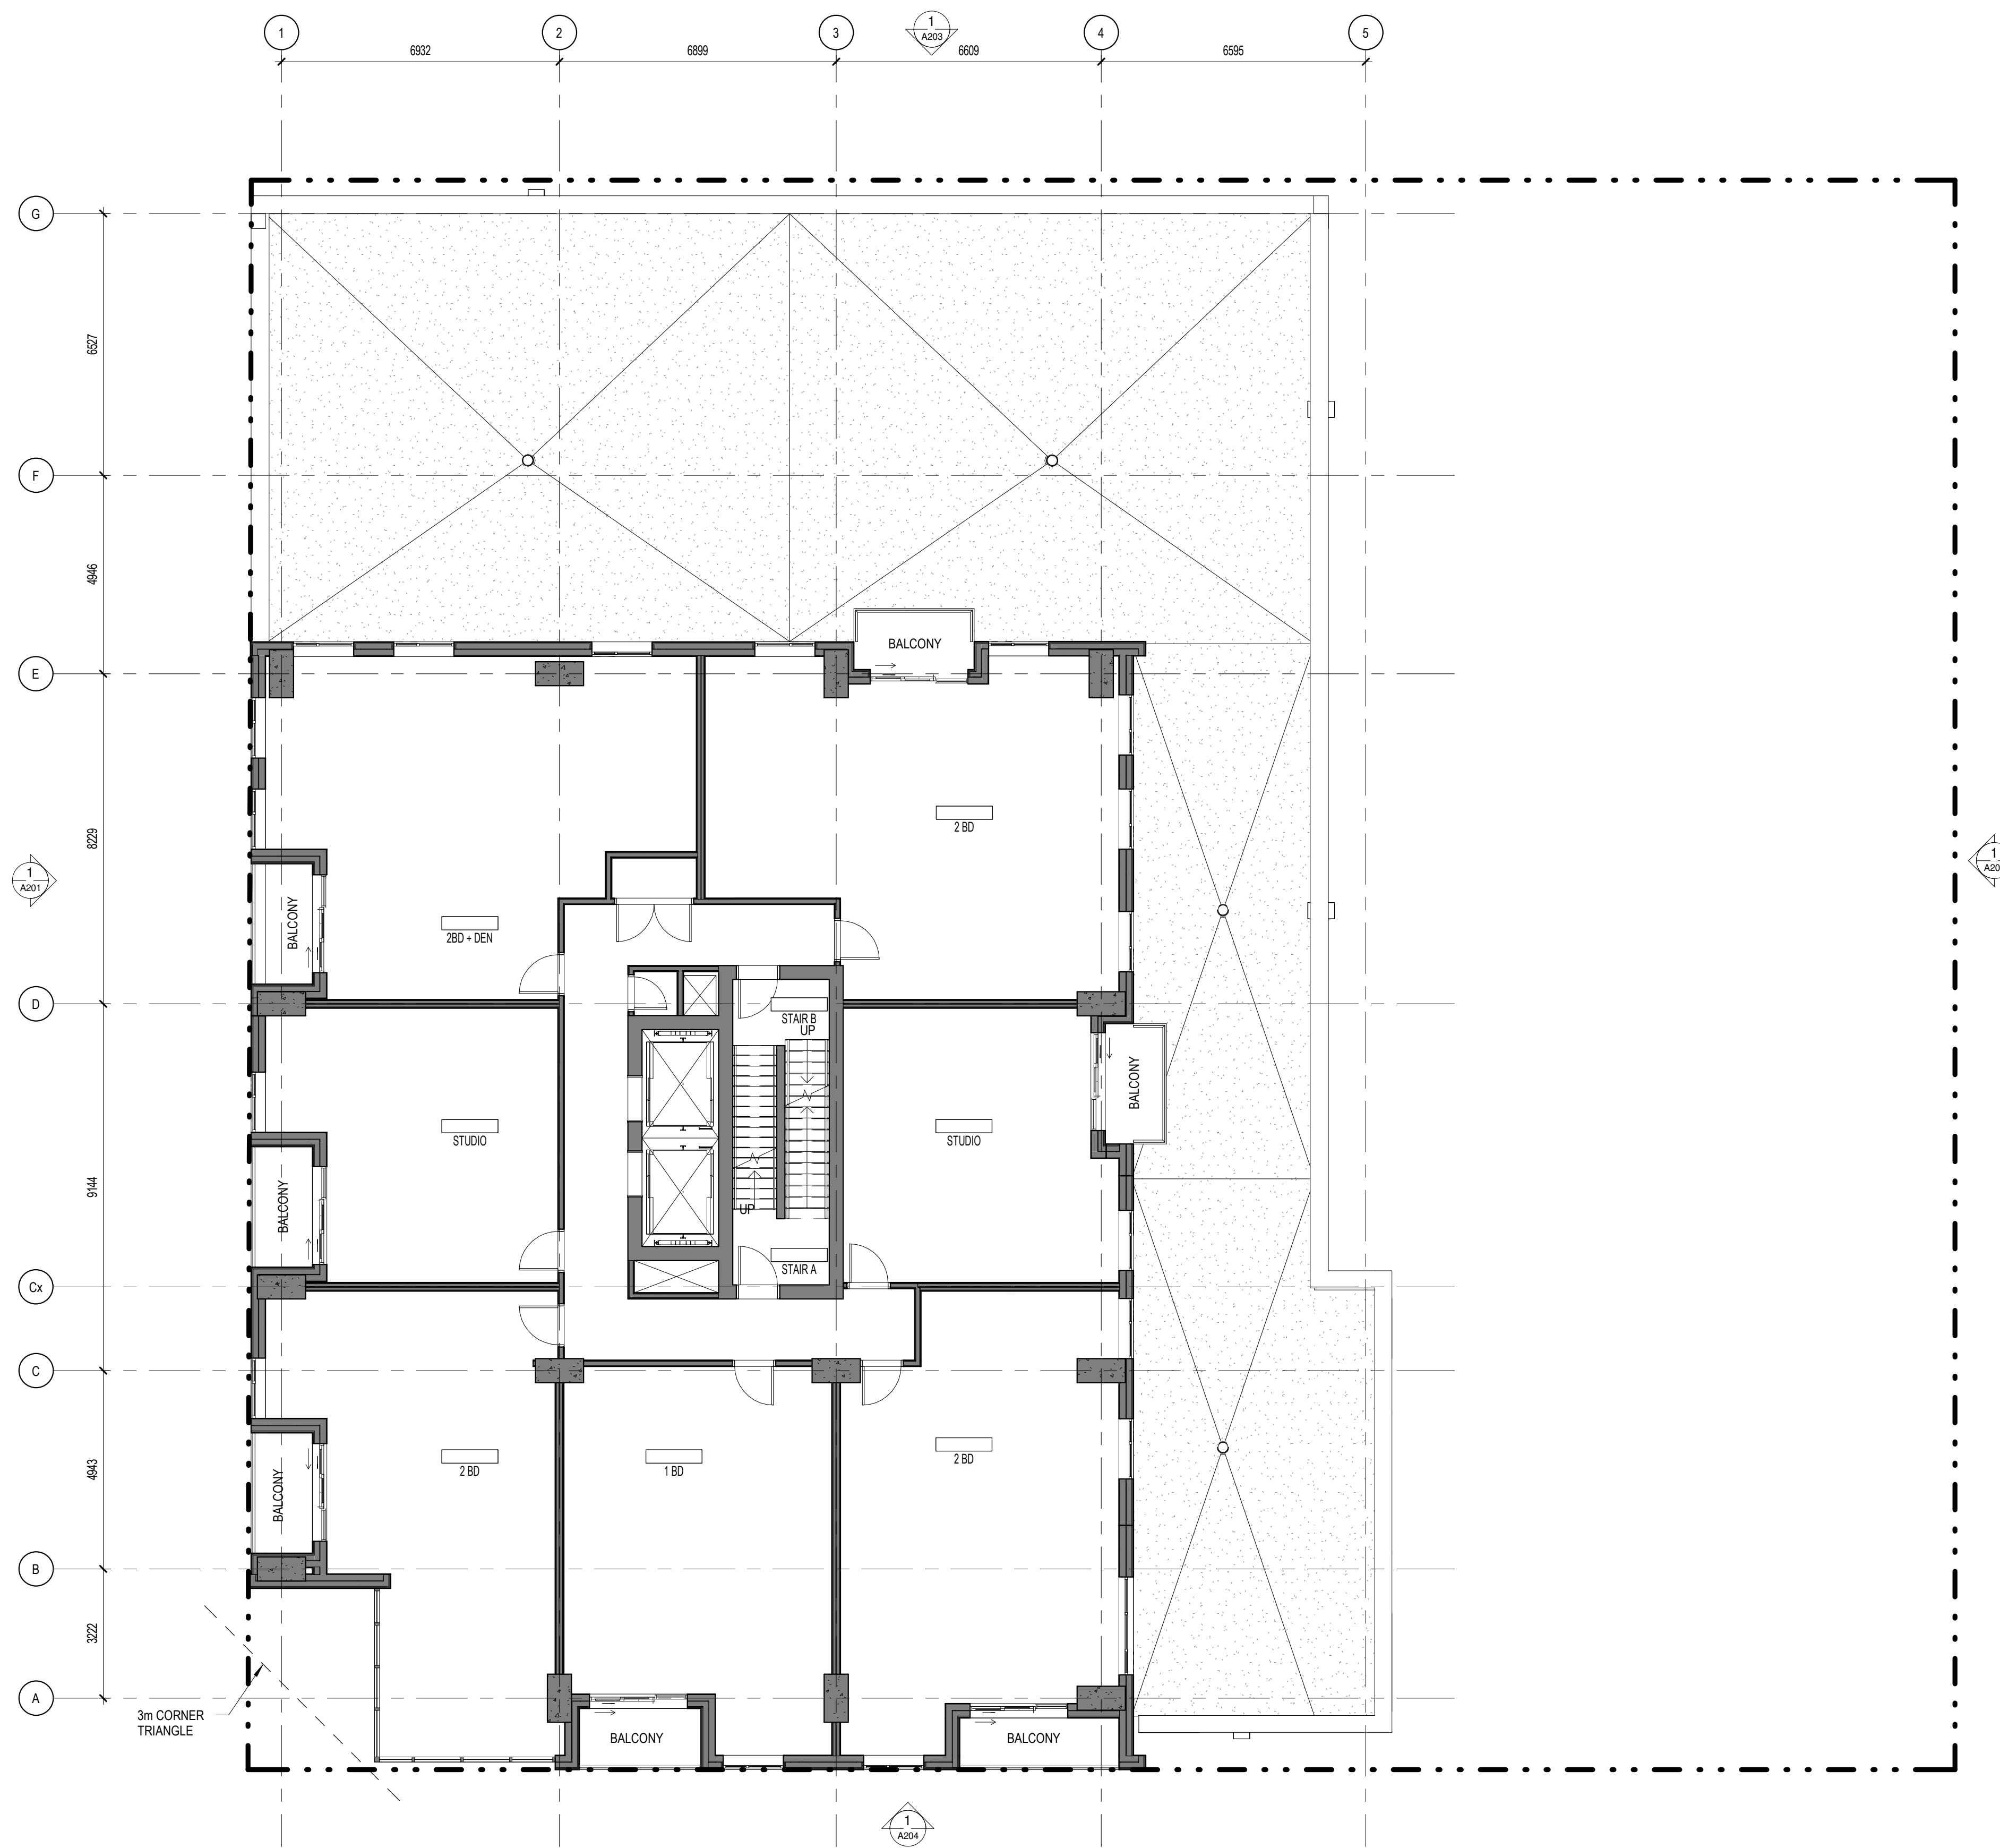 1
2
3
1
A203
4
5
6932
6899
6609
6595
G
6527
F
4946
BALCONY
E
8229
2 BD
1
A201
1
BALCONY
2BD + DEN
D
STAIR B
UP
BALCONY
STUDIO
STUDIO
9144
BALCONY
UP
STAIR A
Cx
C
4943
2 BD
1 BD
2 BD
BALCONY
B
3222
A
3m CORNER
TRIANGLE
BALCONY
BALCONY
1
A204